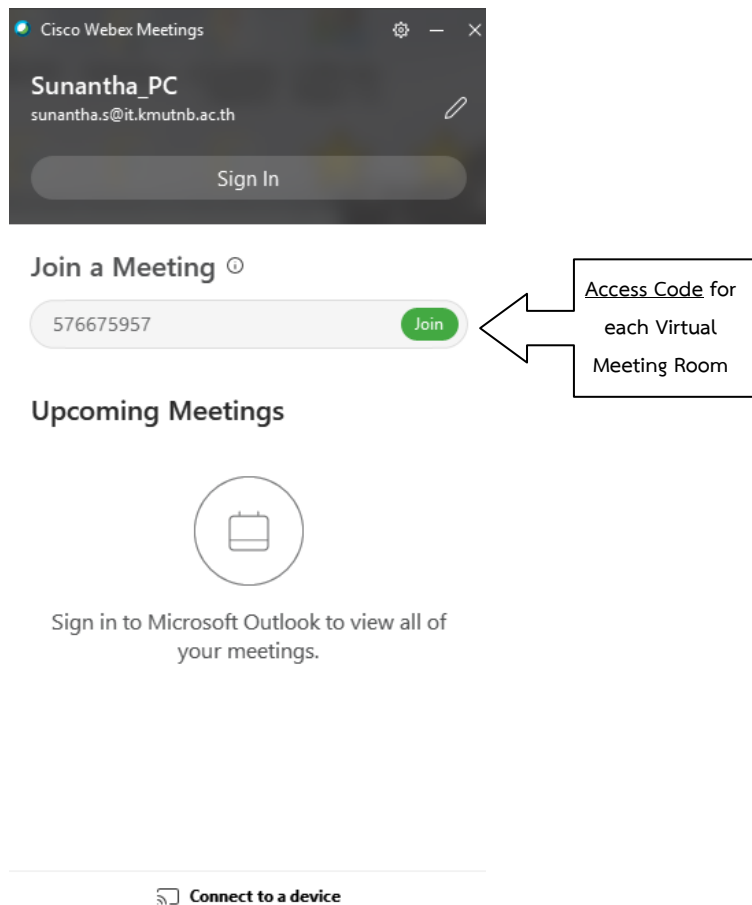 Cisco Webex Meetings
Sunantha_PC
sunantha.s@it.kmutnb.ac.th
Sign In
Join a Meeting
576675957
Join
Access Code for
each Virtual
Meeting Room
Upcoming Meetings
Sign in to Microsoft Outlook to view all of
your meetings.
Connect to a device